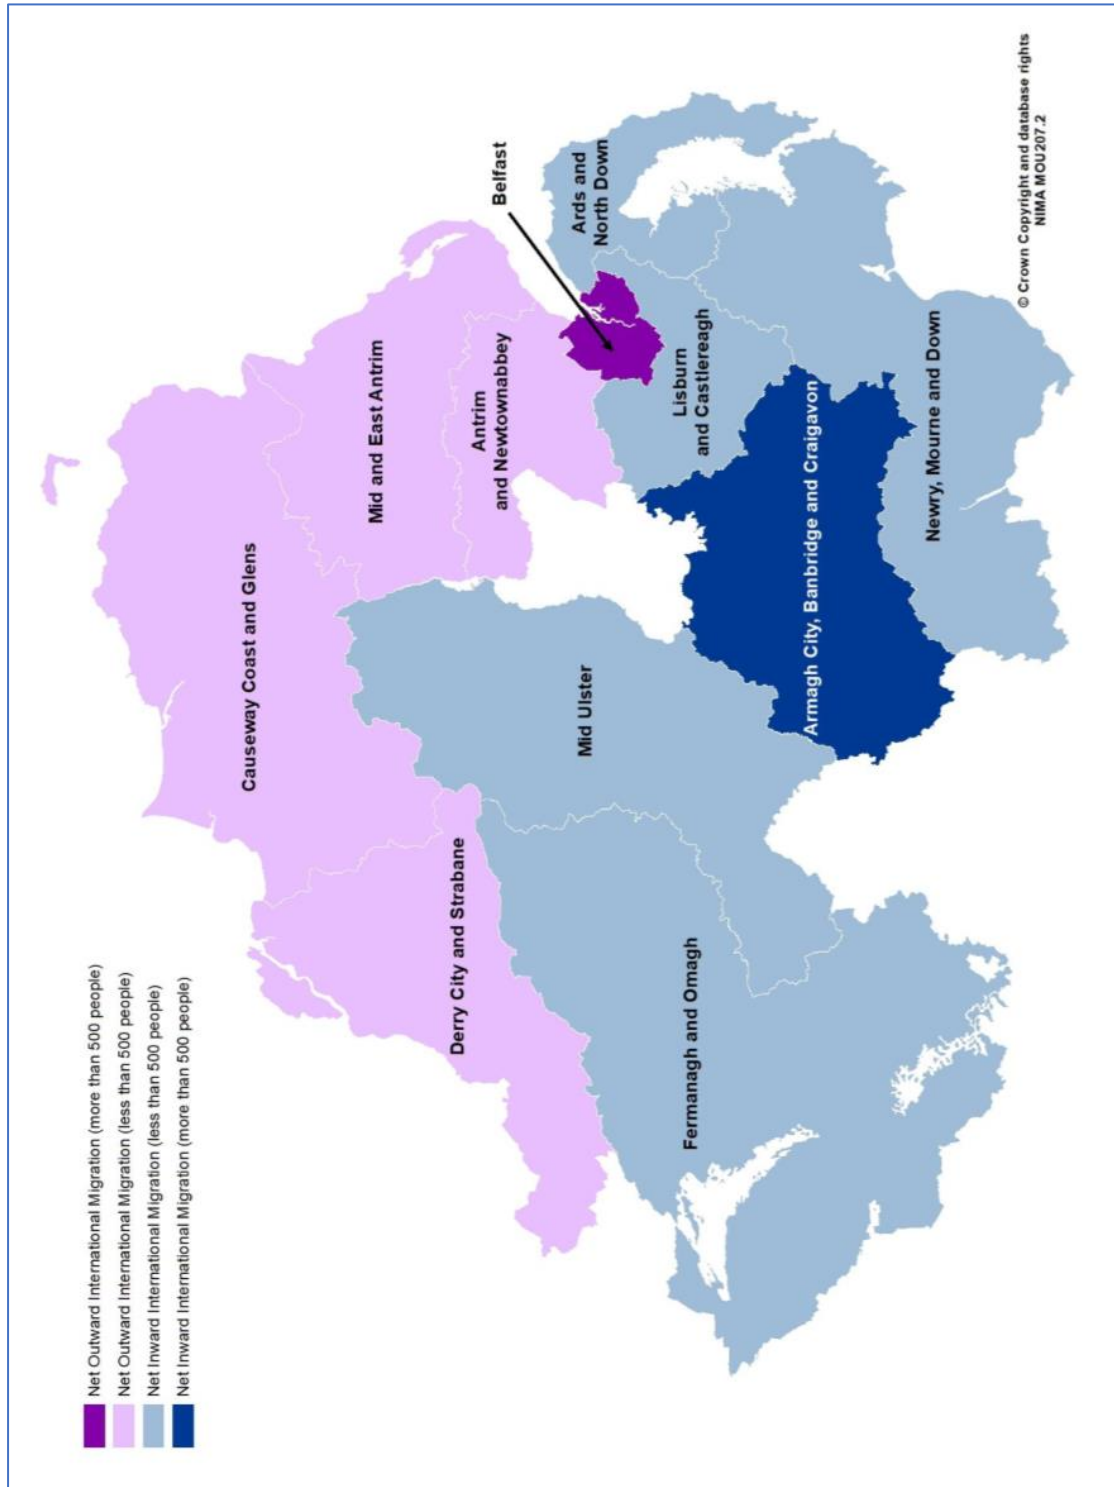 Net Outward International Migration (more than 500 people)
Net Outward International Migration (less than 500 people)
Net Inward International Migration (less than 500 people)
Net Inward International Migration (more than 500 people)
Causeway Coast and Glens
Derry City and Strabane
Mid and East Antrim
Antrim
and Newtownabbey
Belfast
Ards and
North Down
Mid Ulster
Lisburn
and Castlereagh
Fermanagh and Omagh
Armagh City, Banbridge and Craigavon
Newry, Mourne and Down
© Crown Copyright and database rights
NIMA MOU207.2